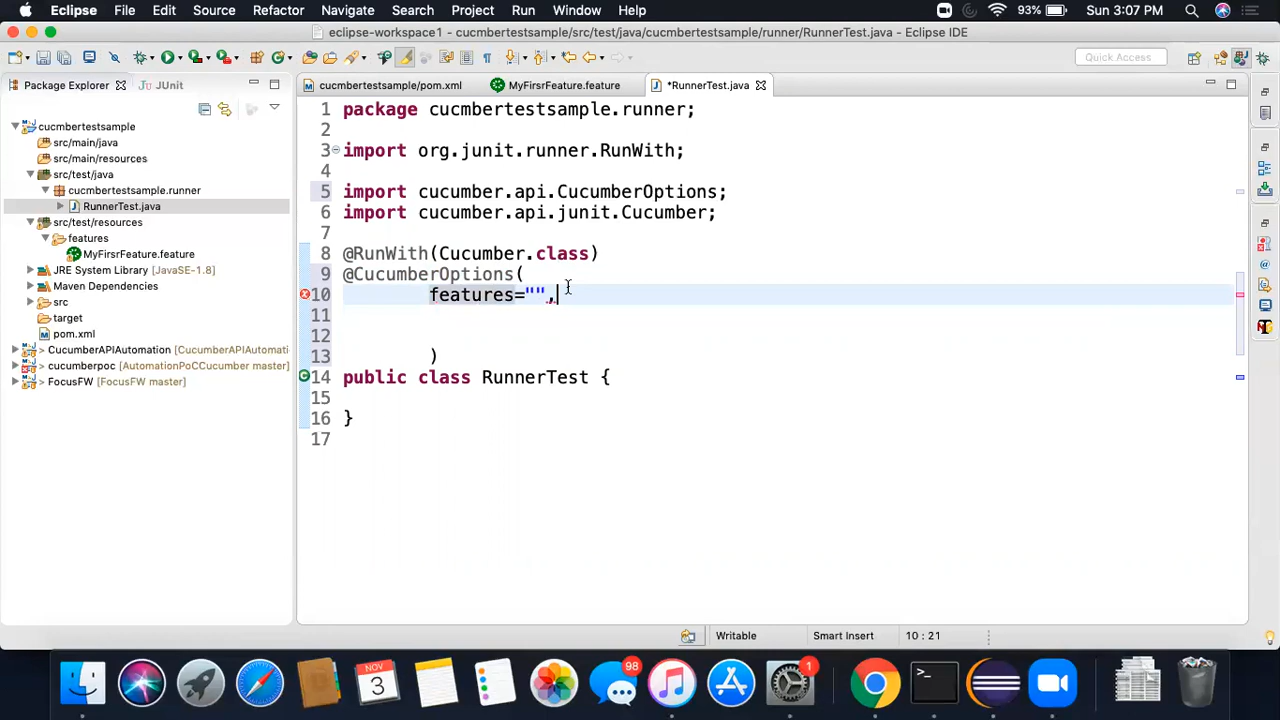 Eclipse File Edit Source Refactor Navigate Search Project Run Window Help 93% Sun 3:07 PM
eclipse-workspace1 - cucmbertestsample/src/test/java/cucmbertestsample/runner/RunnerTest.java - Eclipse IDE
Quick Access
Package Explorer JUnit
cucmbertestsample/pom.xml MyFirsrFeature.feature *RunnerTest.java
cucmbertestsample
src/main/java
src/main/resources
src/test/java
cucmbertestsample.runner
RunnerTest.java
src/test/resources
features
MyFirsrFeature.feature
JRE System Library [JavaSE-1.8]
Maven Dependencies
src
target
pom.xml
> CucumberAPIAutomation [CucumberAPIAutomati
> cucumberpoc [AutomationPoCCucumber master]
> FocusFW [FocusFW master]
1 package cucmbertestsample.runner;
2
3 import org.junit.runner.RunWith;
4
5 import cucumber.api.CucumberOptions;
6 import cucumber.api.junit.Cucumber;
7
8 @RunWith(Cucumber.class)
9 @CucumberOptions(
10 features="",
11
12
13 )
14 public class RunnerTest {
15
16 }
17
Writable Smart Insert 10 : 21
NOV
3
98
1